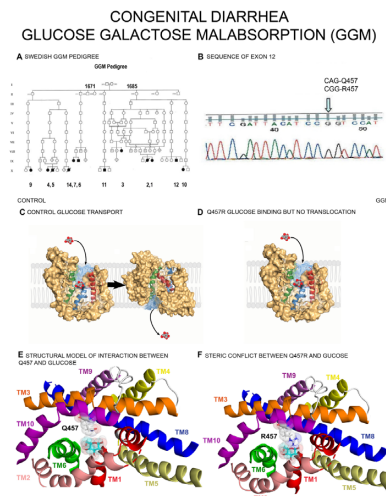 CONGENITAL DIARRHEA
GLUCOSE GALACTOSE MALABSORPTION (GGM)
A SWEDISH GGM PEDIGREE
GGM Pedigree
1671 1685
9 4,5 14,7,6 11 3 2,1 12 10
B SEQUENCE OF EXON 12
CAG-Q457
CGG-R457
40
CONTROL
GG
C CONTROL GLUCOSE TRANSPORT
D Q457R GLUCOSE BINDING BUT NO TRANSLOCATION
E STRUCTURAL MODEL OF INTERACTION BETWEEN
Q457 AND GLUCOSE
TM9
TM4
TM3
TM10
Q457
TM8
TM6
TM1
TM5
TM2
F STERIC CONFLICT BETWEEN Q457R AND GUCOSE
TM9
TM4
TM3
TM10
R457
TM8
TM6
TM1
TM5
TM2